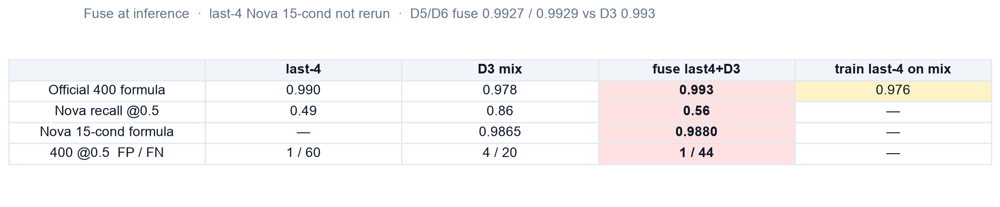 Fuse at inference · last-4 Nova 15-cond not rerun · D5/D6 fuse 0.9927 / 0.9929 vs D3 0.993
last-4 D3 mix fuse last4+D3 train last-4 on mix
Official 400 formula 0.990 0.978 0.993 0.976
Nova recall @0.5 0.49 0.86 0.56 —
Nova 15-cond formula — 0.9865 0.9880 —
400 @0.5 FP / FN 1 / 60 4 / 20 1 / 44 —